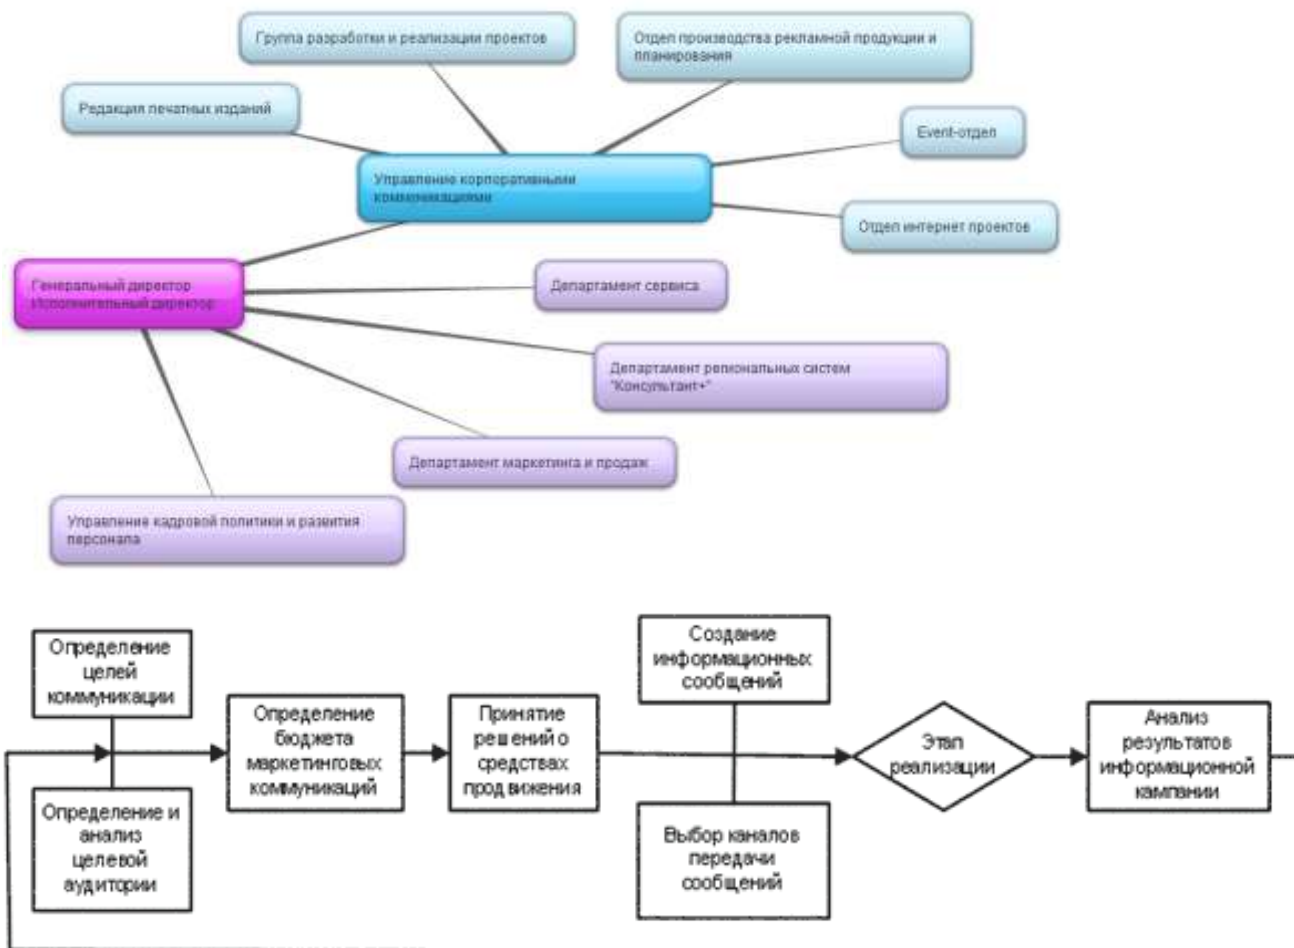 Группа разработки и реализации проектов
Отдел производства рекламной продукции и
планирования
Редакция печатных изданий
Event-отдел
Управление корпоративными
коммуникациями
Отдел интернет проектов
Генеральный директор
Исполнительный директор
Департамент сервиса
Департамент региональных систем
"Консультант+"
Департамент маркетинга и продаж
Управление кадровой политики и развития
персонала
Определение
целей
коммуникации
Определение и
анализ
целевой
аудитории
Определение
бюджета
маркетинговых
коммуникаций
Принятие
решений о
средствах
продвижения
Создание
информационных
сообщений
Выбор каналов
передачи
сообщений
Этап
реализации
Анализ
результатов
информационной
кампании